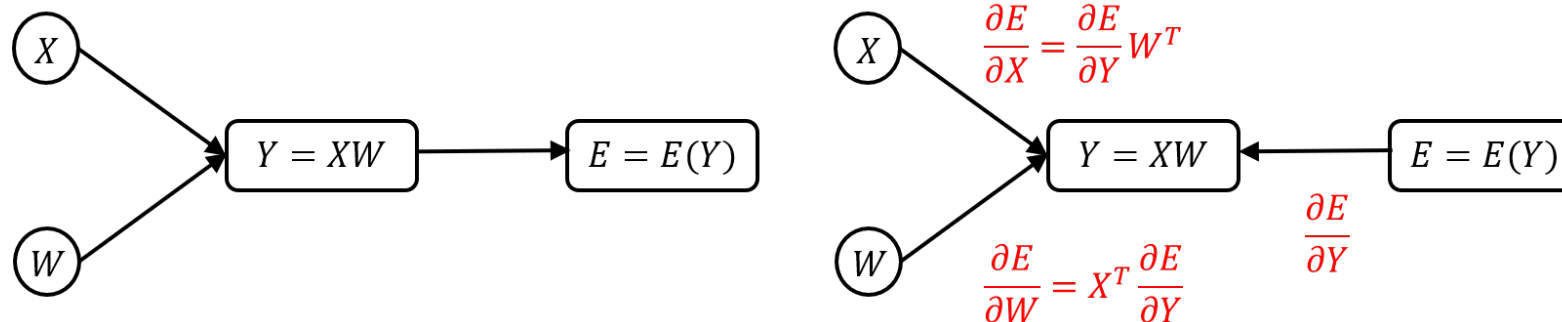 X
Y = XW
E = E(Y)
W
X
∂E/∂X = ∂E/∂Y W^T
Y = XW
E = E(Y)
∂E/∂Y
W
∂E/∂W = X^T ∂E/∂Y